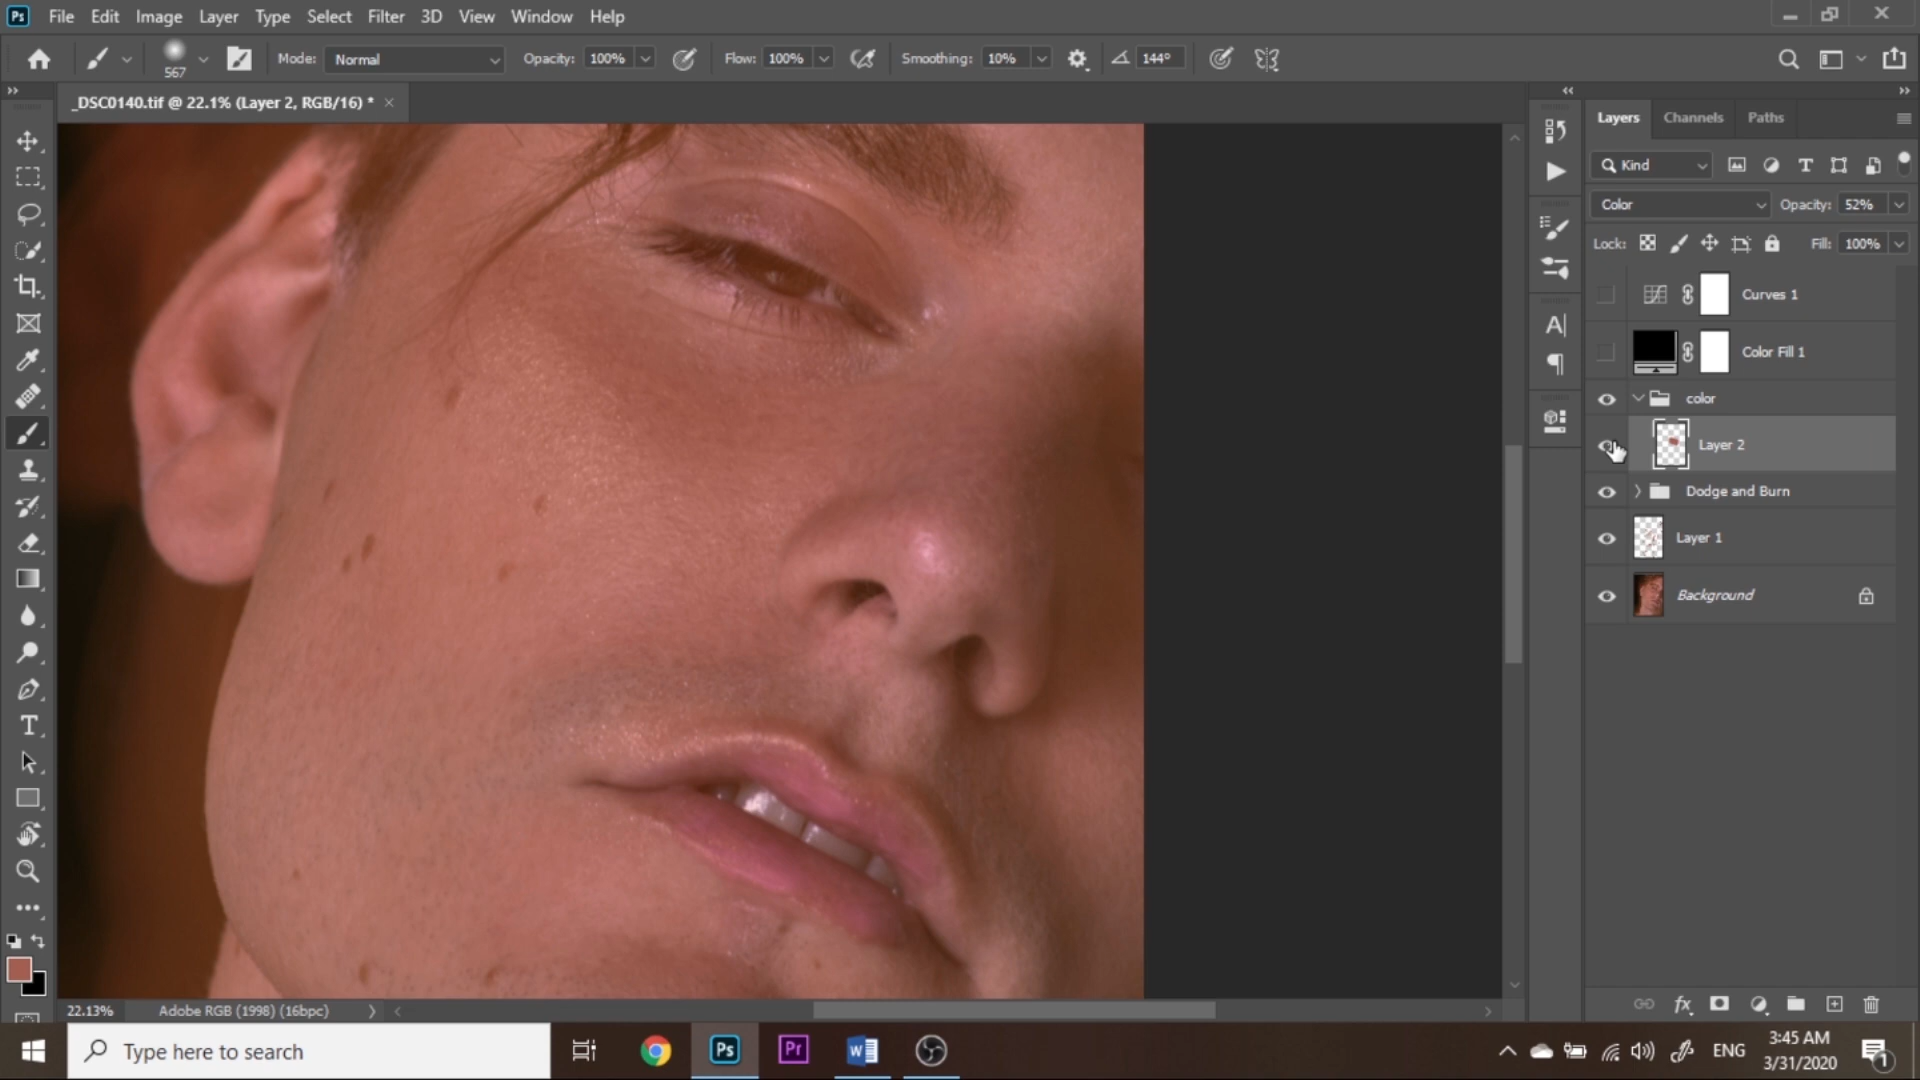 Ps File Edit Image Layer Type Select Filter 3D View Window Help
567 Mode: Normal Opacity: 100% Flow: 100% Smoothing: 10% 144°
_DSC0140.tif @ 22.1% (Layer 2, RGB/16) *
Layers Channels Paths
Kind
Color Opacity: 52%
Lock: Fill: 100%
Curves 1
Color Fill 1
color
Layer 2
Dodge and Burn
Layer 1
Background
22.13% Adobe RGB (1998) (16bpc)
Type here to search
Ps Pr W
ENG
3:45 AM
3/31/2020
1